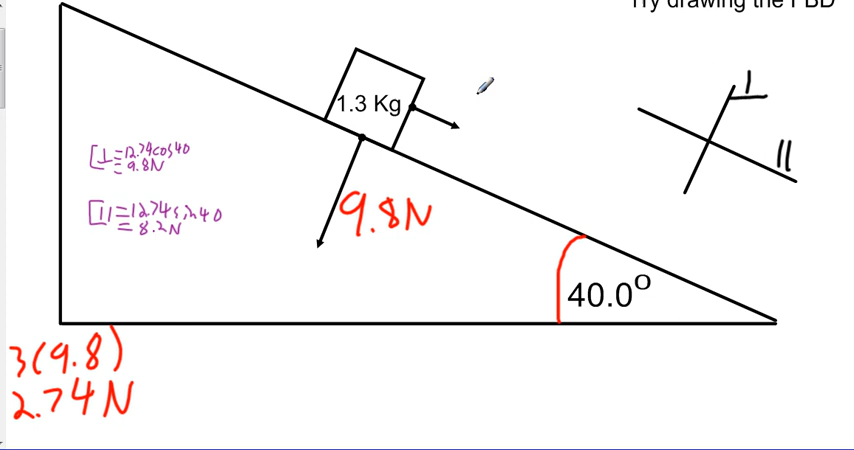 Try drawing the FBD
1.3 Kg
⊥
||
[⊥=12.74cos40
=9.8N
[||=12.74sin40
=8.2N
9.8N
40.0°
3(9.8)
2.74N